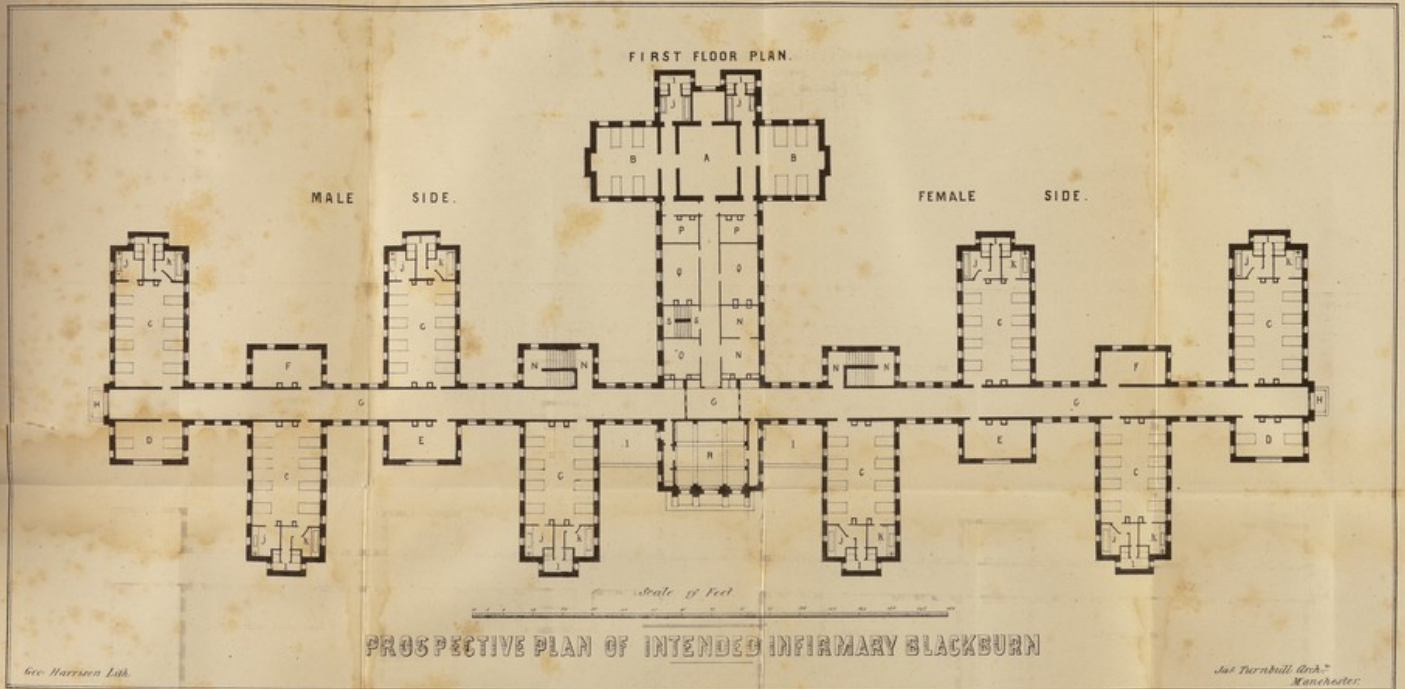 FIRST FLOOR PLAN.
I I
J J
B A B
MALE SIDE. FEMALE SIDE.
P P
Q Q
J K J K J K J K
S S N
C C C C
O N
F N N N N F
H G G G H
D E I R I E D
C C C C
J K J K J K J K
I I I I
Scale of Feet
PROSPECTIVE PLAN OF INTENDED INFIRMARY BLACKBURN
Geo. Harrison Lith.
Jas. Turnbull Archt.
Manchester.